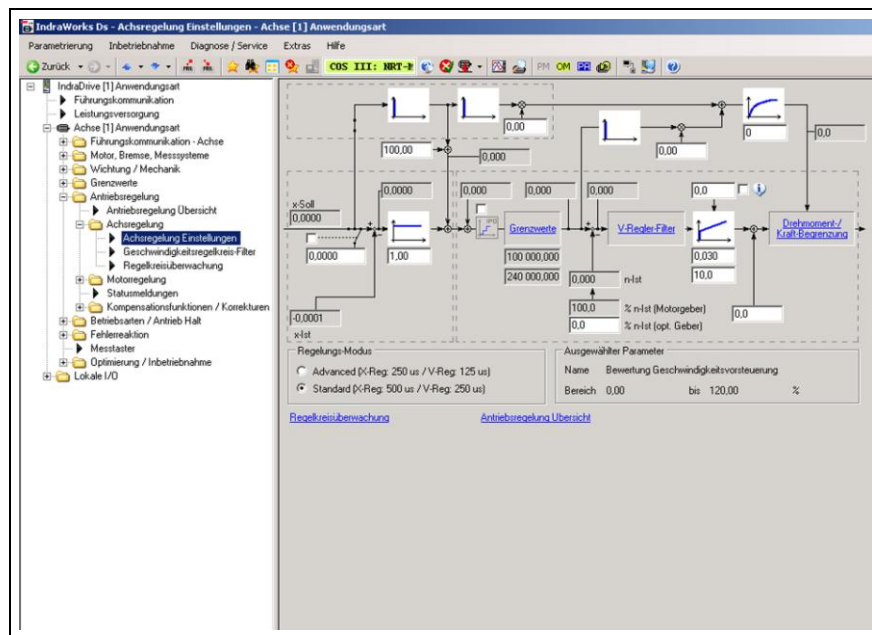 IndraWorks Ds - Achsregelung Einstellungen - Achse [1] Anwendungsart
Parametrierung Inbetriebnahme Diagnose / Service Extras Hilfe
Zurück COS III: NRT-M PM OM
IndraDrive [1] Anwendungsart
Führungskommunikation
Leistungsversorgung
Achse [1] Anwendungsart
Führungskommunikation - Achse
Motor, Bremse, Messsysteme
Wichtung / Mechanik
Grenzwerte
Antriebsregelung
Antriebsregelung Übersicht
Achsregelung
Achsregelung Einstellungen
Geschwindigkeitsregelkreis-Filter
Regelkreisüberwachung
Motorregelung
Statusmeldungen
Kompensationsfunktionen / Korrekturen
Betriebsarten / Antrieb Halt
Fehlerreaktion
Messtaster
Optimierung / Inbetriebnahme
Lokale I/O
0,00 0 0,0
100,00 0,000 0,00
0,0000 0,000 0,000 0,000 0,0
x-Soll
0,0000
Grenzwerte V-Regler-Filter Drehmoment-/
Kraft-Begrenzung
0,0000 1,00 100 000,000 0,030
240 000,000 0,000 n-Ist 10,0
-0,0001 100,0 % n-Ist (Motorgeber) 0,0
x-Ist 0,0 % n-Ist (opt. Geber)
Regelungs-Modus
Advanced (X-Reg: 250 us / V-Reg: 125 us)
Standard (X-Reg: 500 us / V-Reg: 250 us)
Ausgewählter Parameter
Name Bewertung Geschwindigkeitsvorsteuerung
Bereich 0,00 bis 120,00 %
Regelkreisüberwachung Antriebsregelung Übersicht